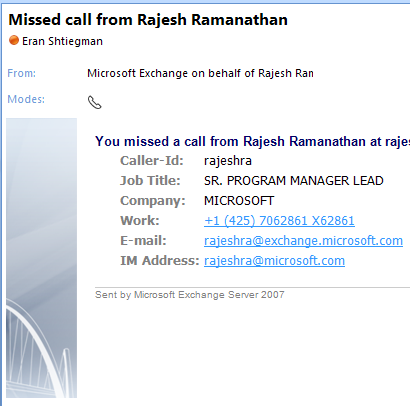 Missed call from Rajesh Ramanathan
Eran Shtiegman
From: Microsoft Exchange on behalf of Rajesh Ran
Modes:
You missed a call from Rajesh Ramanathan at rajes
Caller-Id: rajeshra
Job Title: SR. PROGRAM MANAGER LEAD
Company: MICROSOFT
Work: +1 (425) 7062861 X62861
E-mail: rajeshra@exchange.microsoft.com
IM Address: rajeshra@microsoft.com
Sent by Microsoft Exchange Server 2007